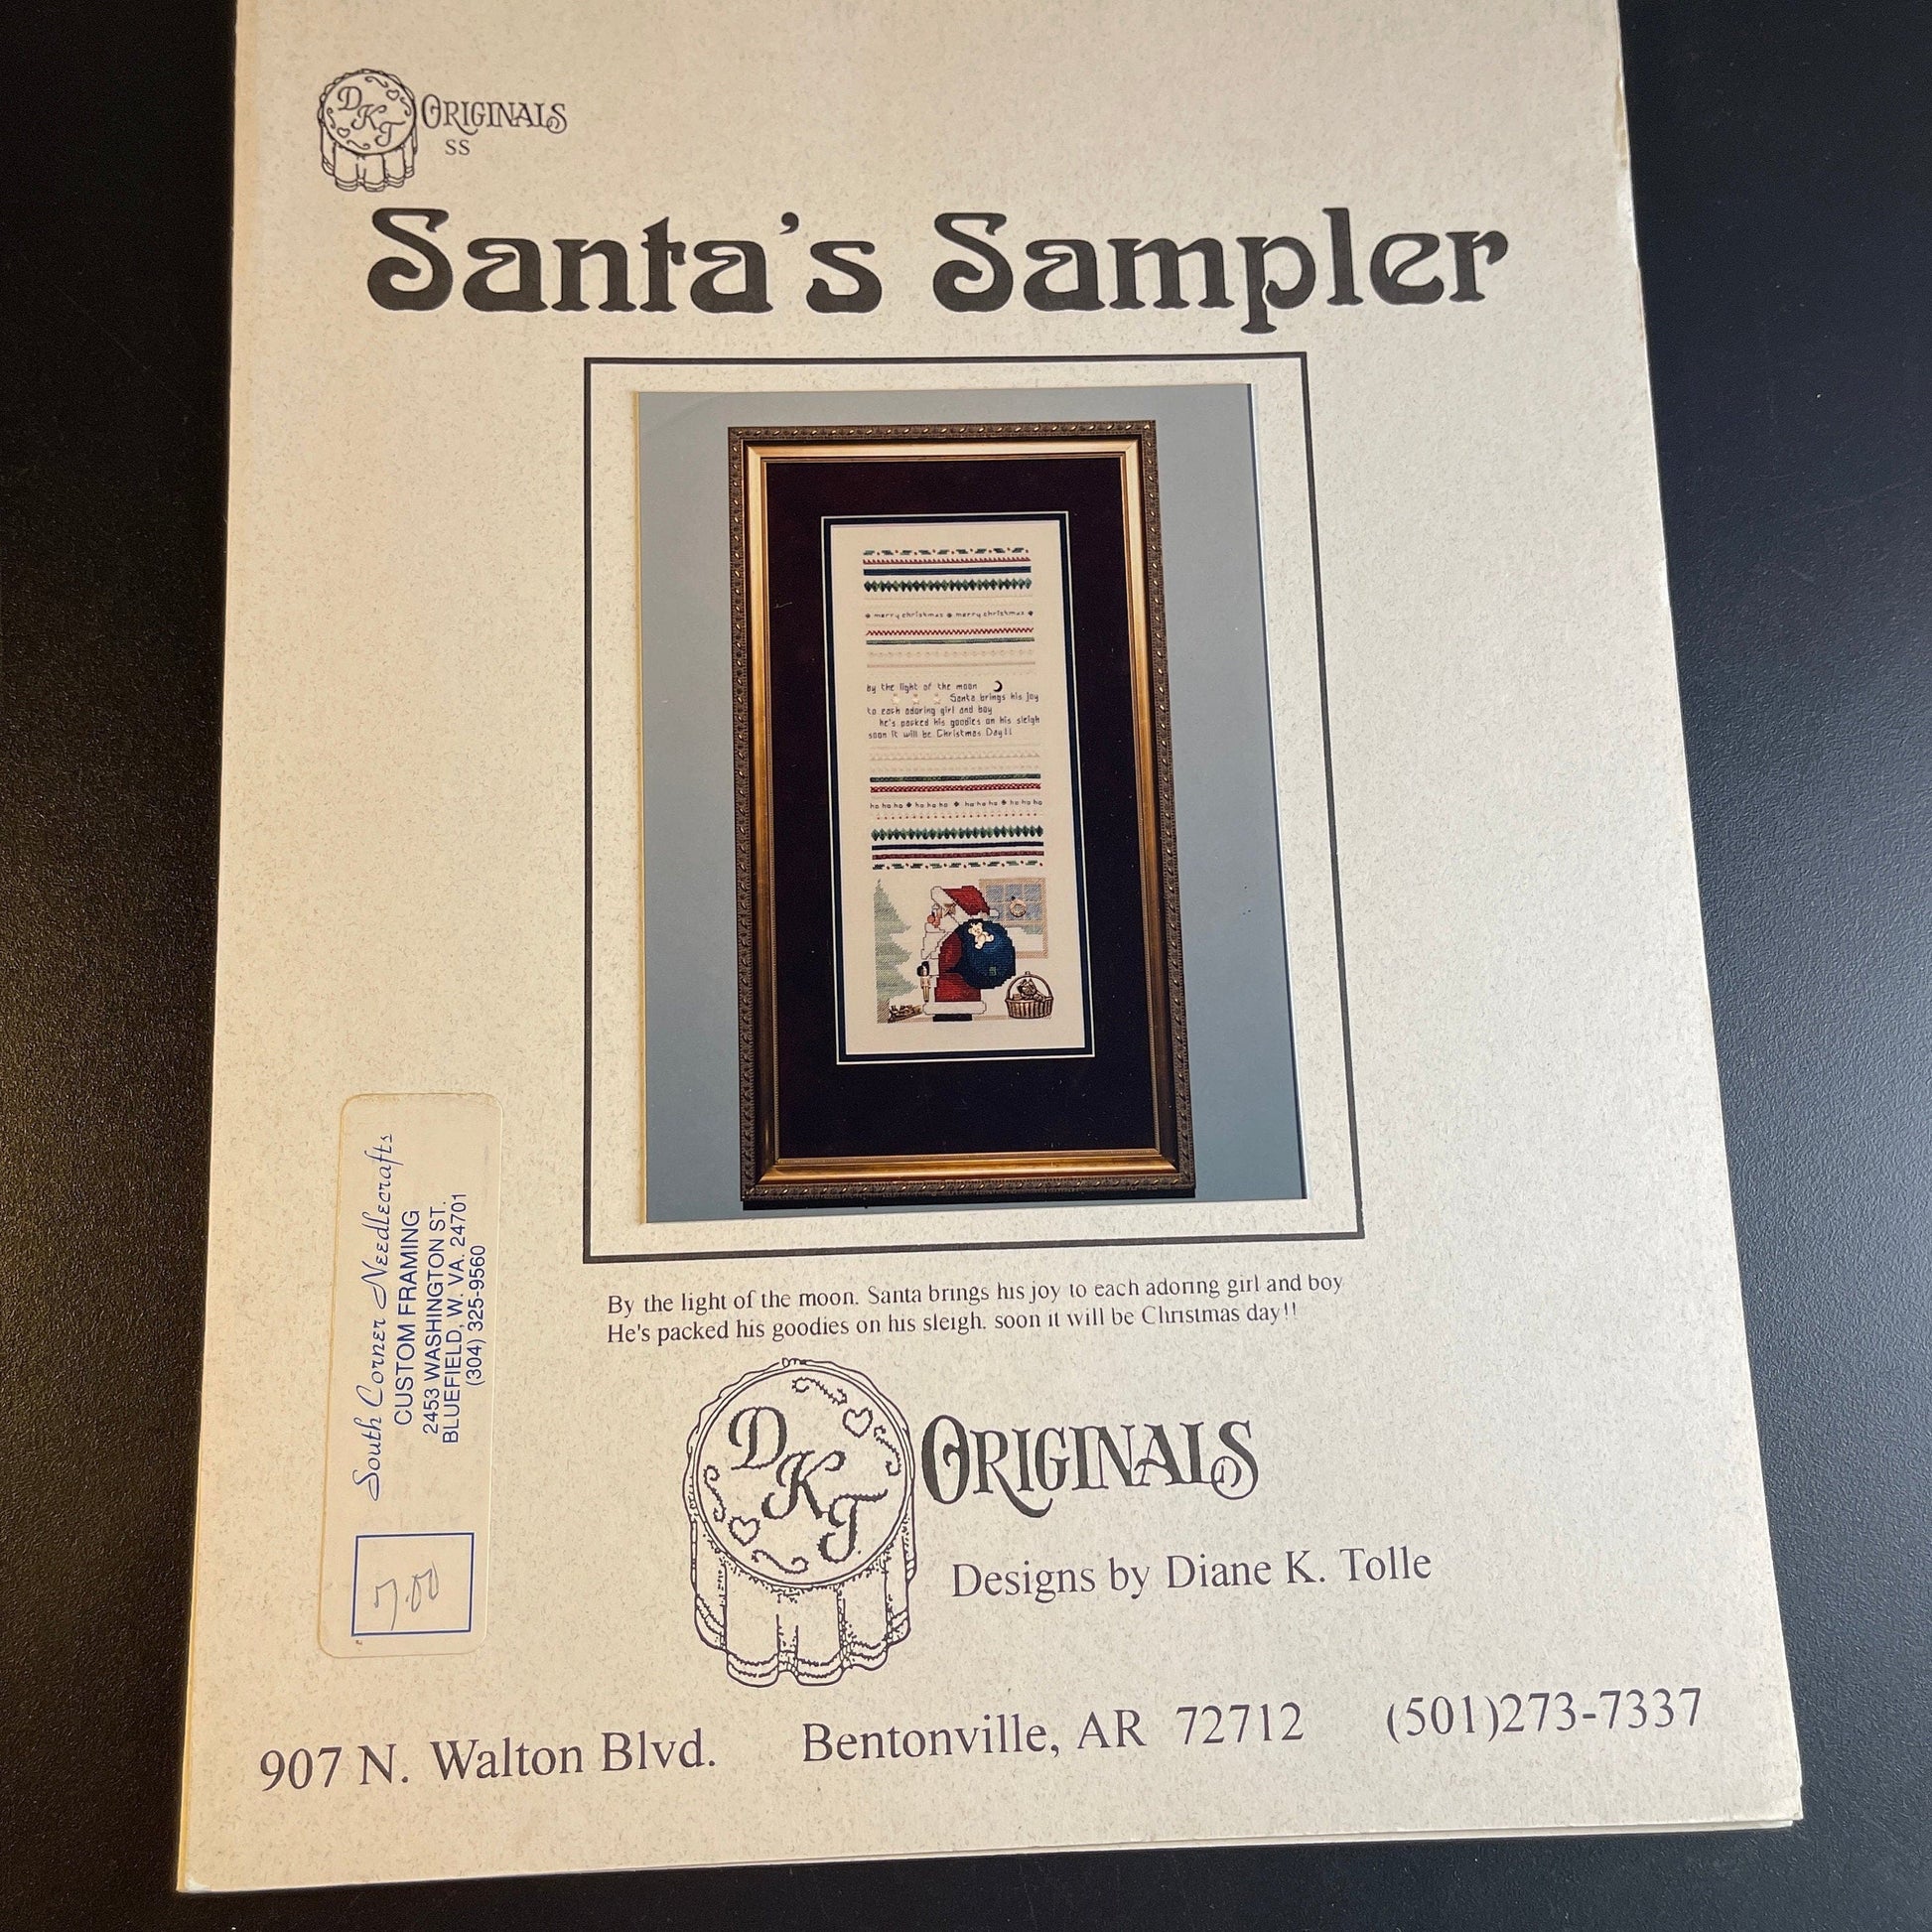 DKT ORIGINALS
SS
Santa's Sampler
merry christmas merry christmas
by the light of the moon
Santa brings his joy
to each adoring girl and boy
he's packed his goodies on his sleigh
soon it will be Christmas Day!!
ho ho ho ho ho ho ho ho ho ho ho ho
By the light of the moon. Santa brings his joy to each adoring girl and boy
He's packed his goodies on his sleigh. soon it will be Christmas day!!
South Corner Needlecrafts
CUSTOM FRAMING
2453 WASHINGTON ST.
BLUEFIELD, W. VA. 24701
(304) 325-9560
7.00
DKT ORIGINALS
Designs by Diane K. Tolle
907 N. Walton Blvd. Bentonville, AR 72712 (501)273-7337